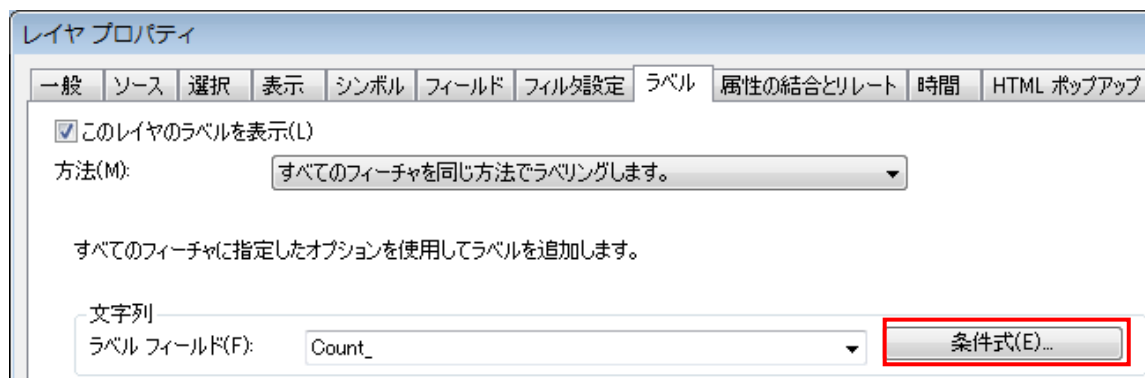 レイヤ プロパティ
一般 ソース 選択 表示 シンボル フィールド フィルタ設定 ラベル 属性の結合とリレート 時間 HTML ポップアップ
このレイヤのラベルを表示(L)
方法(M): すべてのフィーチャを同じ方法でラベリングします。
すべてのフィーチャに指定したオプションを使用してラベルを追加します。
文字列
ラベル フィールド(F): Count_ 条件式(E)...